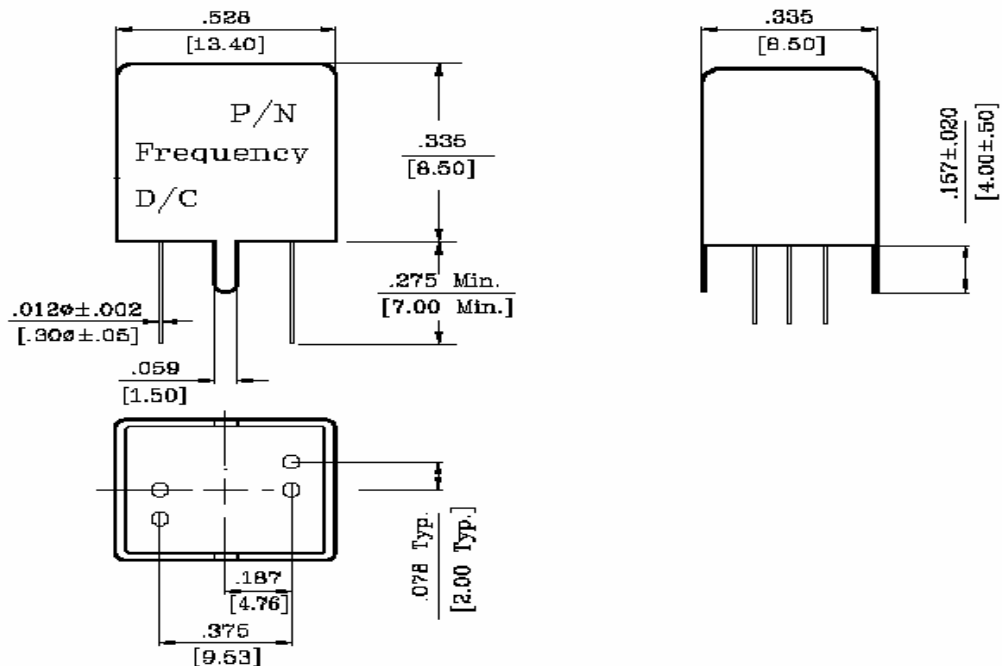 .528
[13.40]
P/N
Frequency
D/C
.335
[8.50]
.275 Min.
[7.00 Min.]
.012ø±.002
[.30ø±.05]
.059
[1.50]
.335
[8.50]
.157±.020
[4.00±.50]
.187
[4.76]
.375
[9.53]
.078 Typ.
[2.00 Typ.]